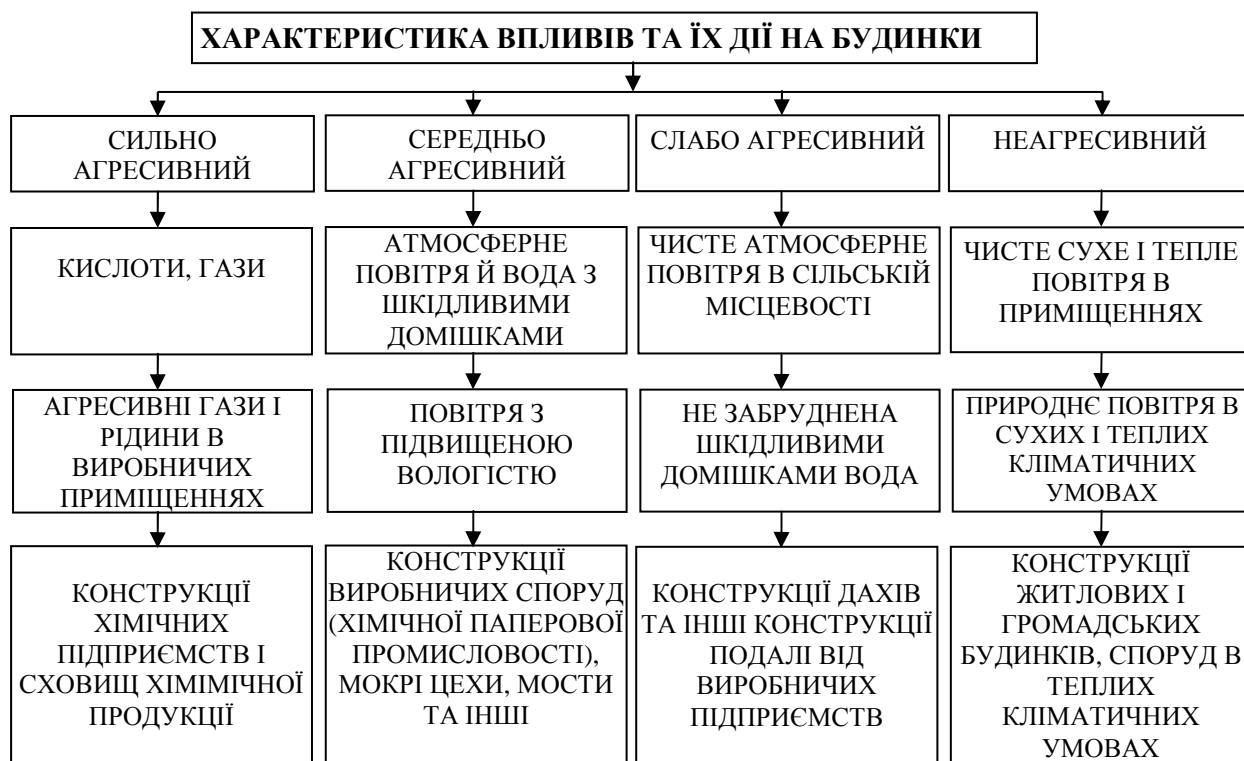 ХАРАКТЕРИСТИКА ВПЛИВІВ ТА ЇХ ДІЇ НА БУДИНКИ
СИЛЬНО
АГРЕСИВНИЙ
СЕРЕДНЬО
АГРЕСИВНИЙ
СЛАБО АГРЕСИВНИЙ
НЕАГРЕСИВНИЙ
КИСЛОТИ, ГАЗИ
АТМОСФЕРНЕ
ПОВІТРЯ Й ВОДА З
ШКІДЛИВИМИ
ДОМІШКАМИ
ЧИСТЕ АТМОСФЕРНЕ
ПОВІТРЯ В СІЛЬСЬКІЙ
МІСЦЕВОСТІ
ЧИСТЕ СУХЕ І ТЕПЛЕ
ПОВІТРЯ В
ПРИМІЩЕННЯХ
АГРЕСИВНІ ГАЗИ І
РІДИНИ В
ВИРОБНИЧИХ
ПРИМІЩЕННЯХ
ПОВІТРЯ З
ПІДВИЩЕНОЮ
ВОЛОГІСТЮ
НЕ ЗАБРУДНЕНА
ШКІДЛИВИМИ
ДОМІШКАМИ ВОДА
ПРИРОДНЄ ПОВІТРЯ В
СУХИХ І ТЕПЛИХ
КЛІМАТИЧНИХ
УМОВАХ
КОНСТРУКЦІЇ
ХІМІЧНИХ
ПІДПРИЄМСТВ І
СХОВИЩ ХІМІМІЧНОЇ
ПРОДУКЦІЇ
КОНСТРУКЦІЇ
ВИРОБНИЧИХ СПОРУД
(ХІМІЧНОЇ ПАПЕРОВОЇ
ПРОМИСЛОВОСТІ),
МОКРІ ЦЕХИ, МОСТИ
ТА ІНШІ
КОНСТРУКЦІЇ ДАХІВ
ТА ІНШІ КОНСТРУКЦІЇ
ПОДАЛІ ВІД
ВИРОБНИЧИХ
ПІДПРИЄМСТВ
КОНСТРУКЦІЇ
ЖИТЛОВИХ І
ГРОМАДСЬКИХ
БУДИНКІВ, СПОРУД В
ТЕПЛИХ
КЛІМАТИЧНИХ
УМОВАХ